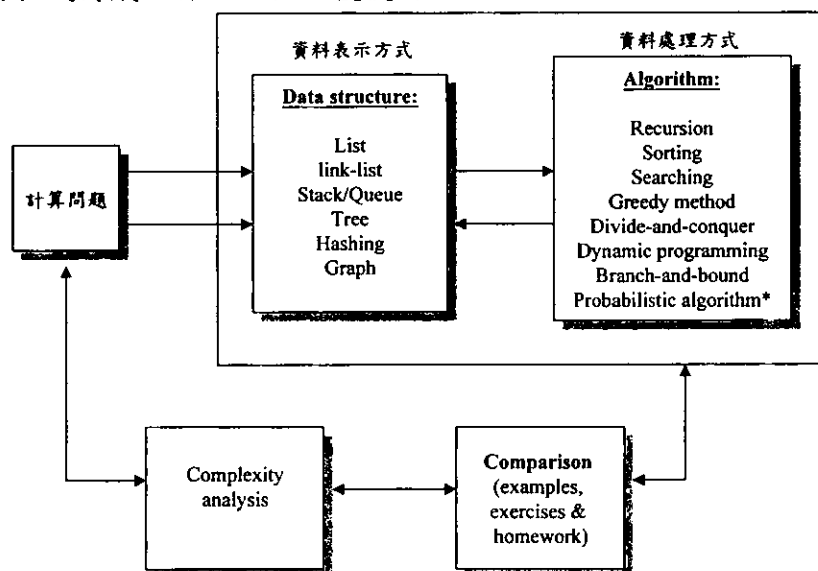 資料表示方式
資料處理方式
Data structure:
List
link-list
Stack/Queue
Tree
Hashing
Graph
Algorithm:
Recursion
Sorting
Searching
Greedy method
Divide-and-conquer
Dynamic programming
Branch-and-bound
Probabilistic algorithm*
計算問題
Complexity
analysis
Comparison
(examples,
exercises &
homework)